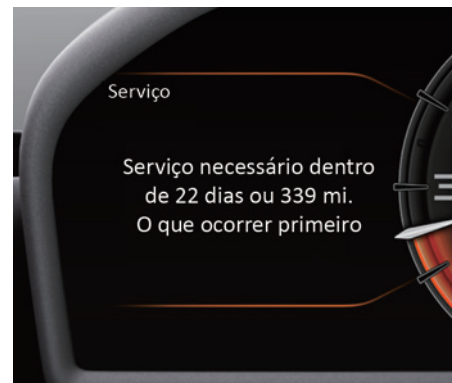 Serviço
Serviço necessário dentro
de 22 dias ou 339 mi.
O que ocorrer primeiro